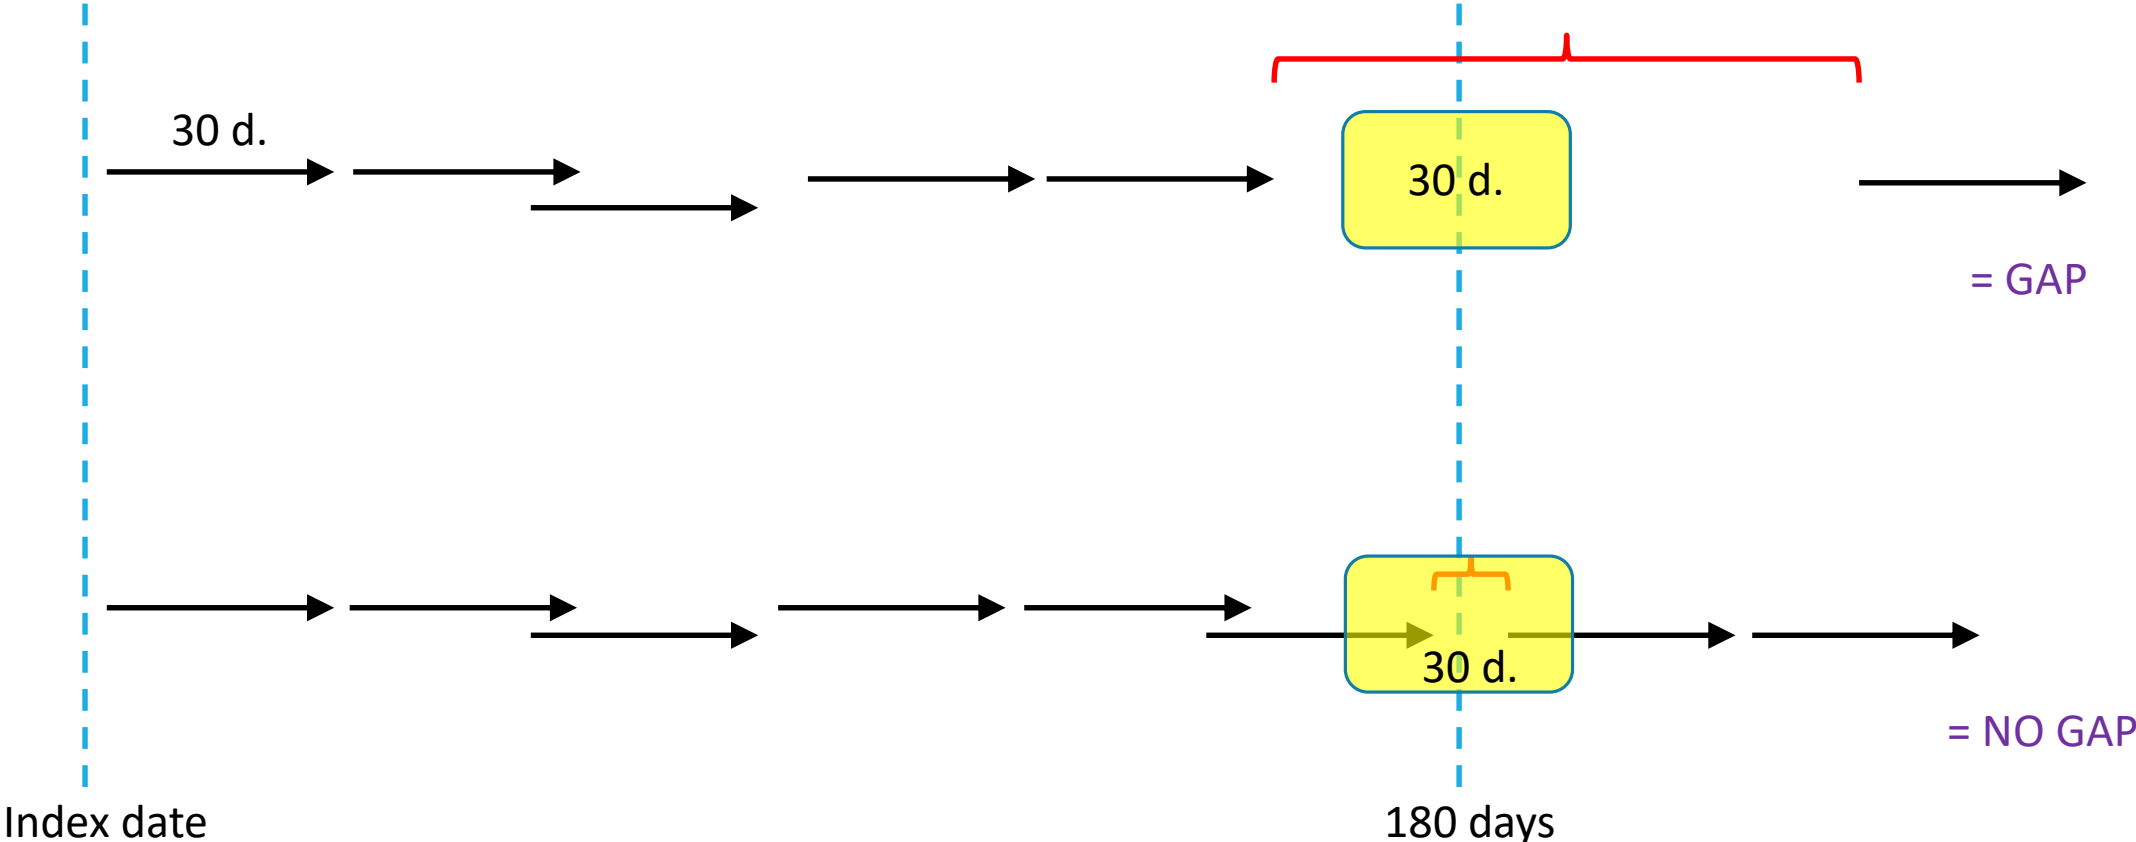 30 d.
30 d.
= GAP
30 d.
= NO GAP
Index date
180 days